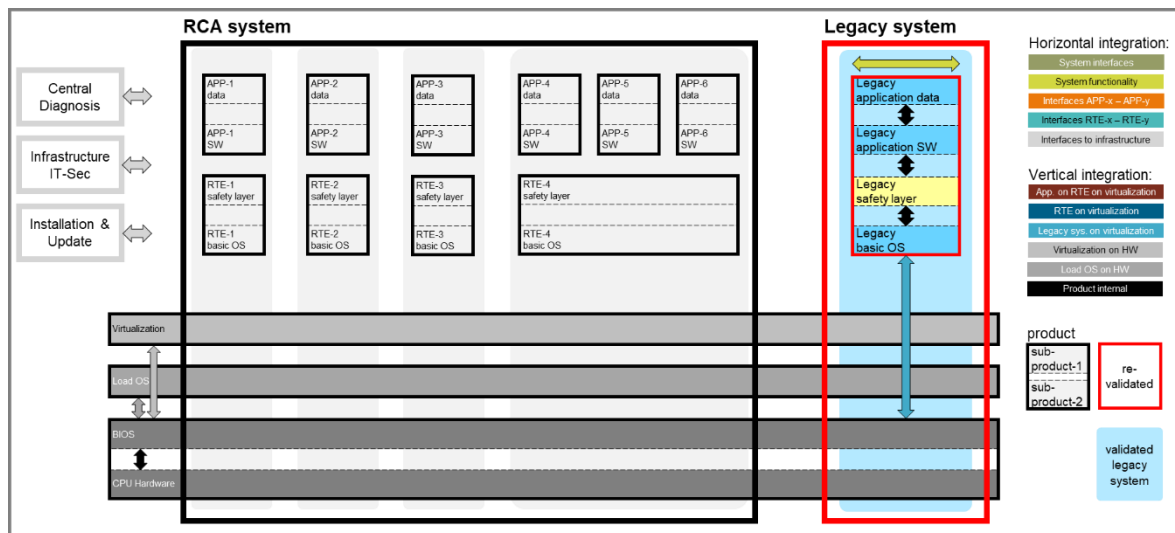 RCA system
Legacy system
Horizontal integration:
System interfaces
System functionality
Interfaces APP-x – APP-y
Interfaces RTE-x – RTE-y
Interfaces to infrastructure
Central
Diagnosis
Infrastructure
IT-Sec
Installation &
Update
APP-1
data
APP-1
SW
APP-2
data
APP-2
SW
APP-3
data
APP-3
SW
APP-4
data
APP-4
SW
APP-5
data
APP-5
SW
APP-6
data
APP-6
SW
RTE-1
safety layer
RTE-1
basic OS
RTE-2
safety layer
RTE-2
basic OS
RTE-3
safety layer
RTE-3
basic OS
RTE-4
safety layer
RTE-4
basic OS
Legacy
application data
Legacy
application SW
Legacy
safety layer
Legacy
basic OS
Vertical integration:
App. on RTE on virtualization
RTE on virtualization
Legacy sys. on virtualization
Virtualization on HW
Load OS on HW
Product internal
Virtualization
Load OS
BIOS
CPU Hardware
product
sub-
product-1
sub-
product-2
re-
validated
validated
legacy
system